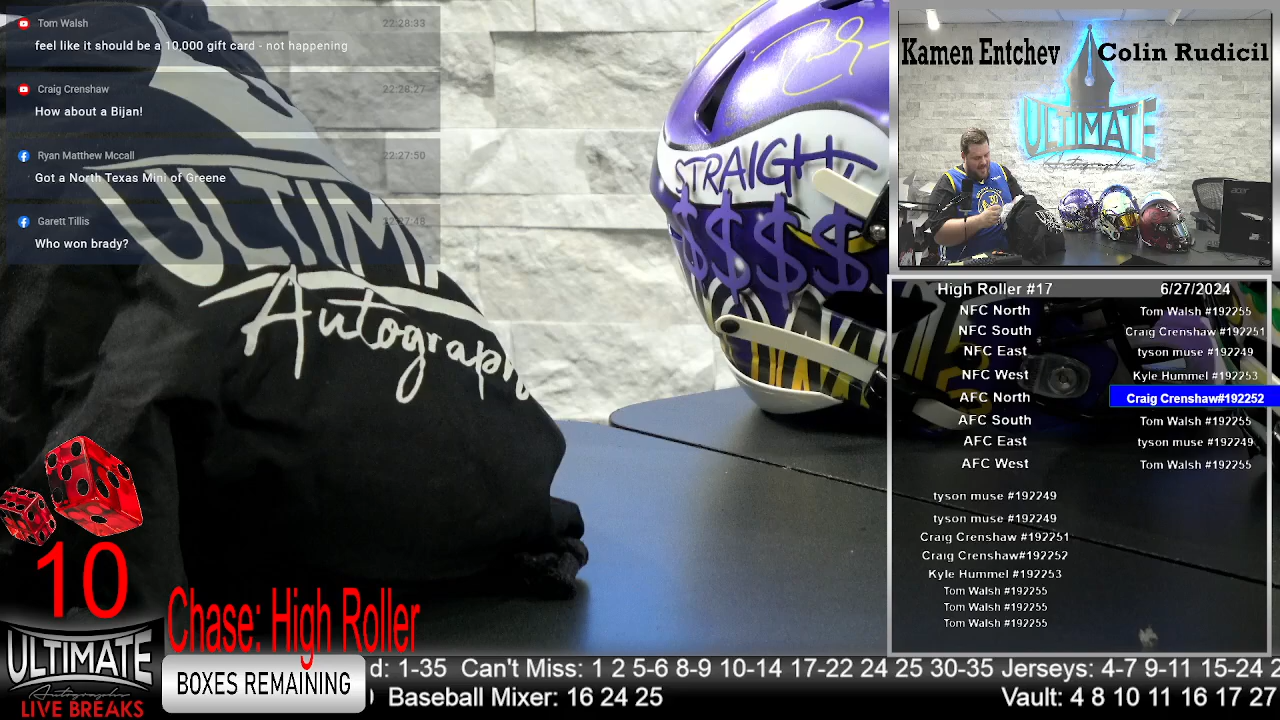 Tom Walsh 22:28:33
feel like it should be a 10,000 gift card - not happening
Craig Crenshaw 22:28:27
How about a Bijan!
Ryan Matthew Mccall 22:27:50
Got a North Texas Mini of Greene
Garett Tillis
Who won brady?
ULTIM
Autograph
STRAIGHT
$$$$
Kamen Entchev
Colin Rudicil
ULTIMATE
Autographs
acer
High Roller #17 6/27/2024
NFC North Tom Walsh #192255
NFC South Craig Crenshaw #192251
NFC East tyson muse #192249
NFC West Kyle Hummel #192253
AFC North Craig Crenshaw#192252
AFC South Tom Walsh #192255
AFC East tyson muse #192249
AFC West Tom Walsh #192255
tyson muse #192249
tyson muse #192249
Craig Crenshaw #192251
Craig Crenshaw#192252
Kyle Hummel #192253
Tom Walsh #192255
Tom Walsh #192255
Tom Walsh #192255
10
Chase: High Roller
BOXES REMAINING
ULTIMATE
Autographs
LIVE BREAKS
d: 1-35 Can't Miss: 1 2 5-6 8-9 10-14 17-22 24 25 30-35 Jerseys: 4-7 9-11 15-24 2
Baseball Mixer: 16 24 25 Vault: 4 8 10 11 16 17 27